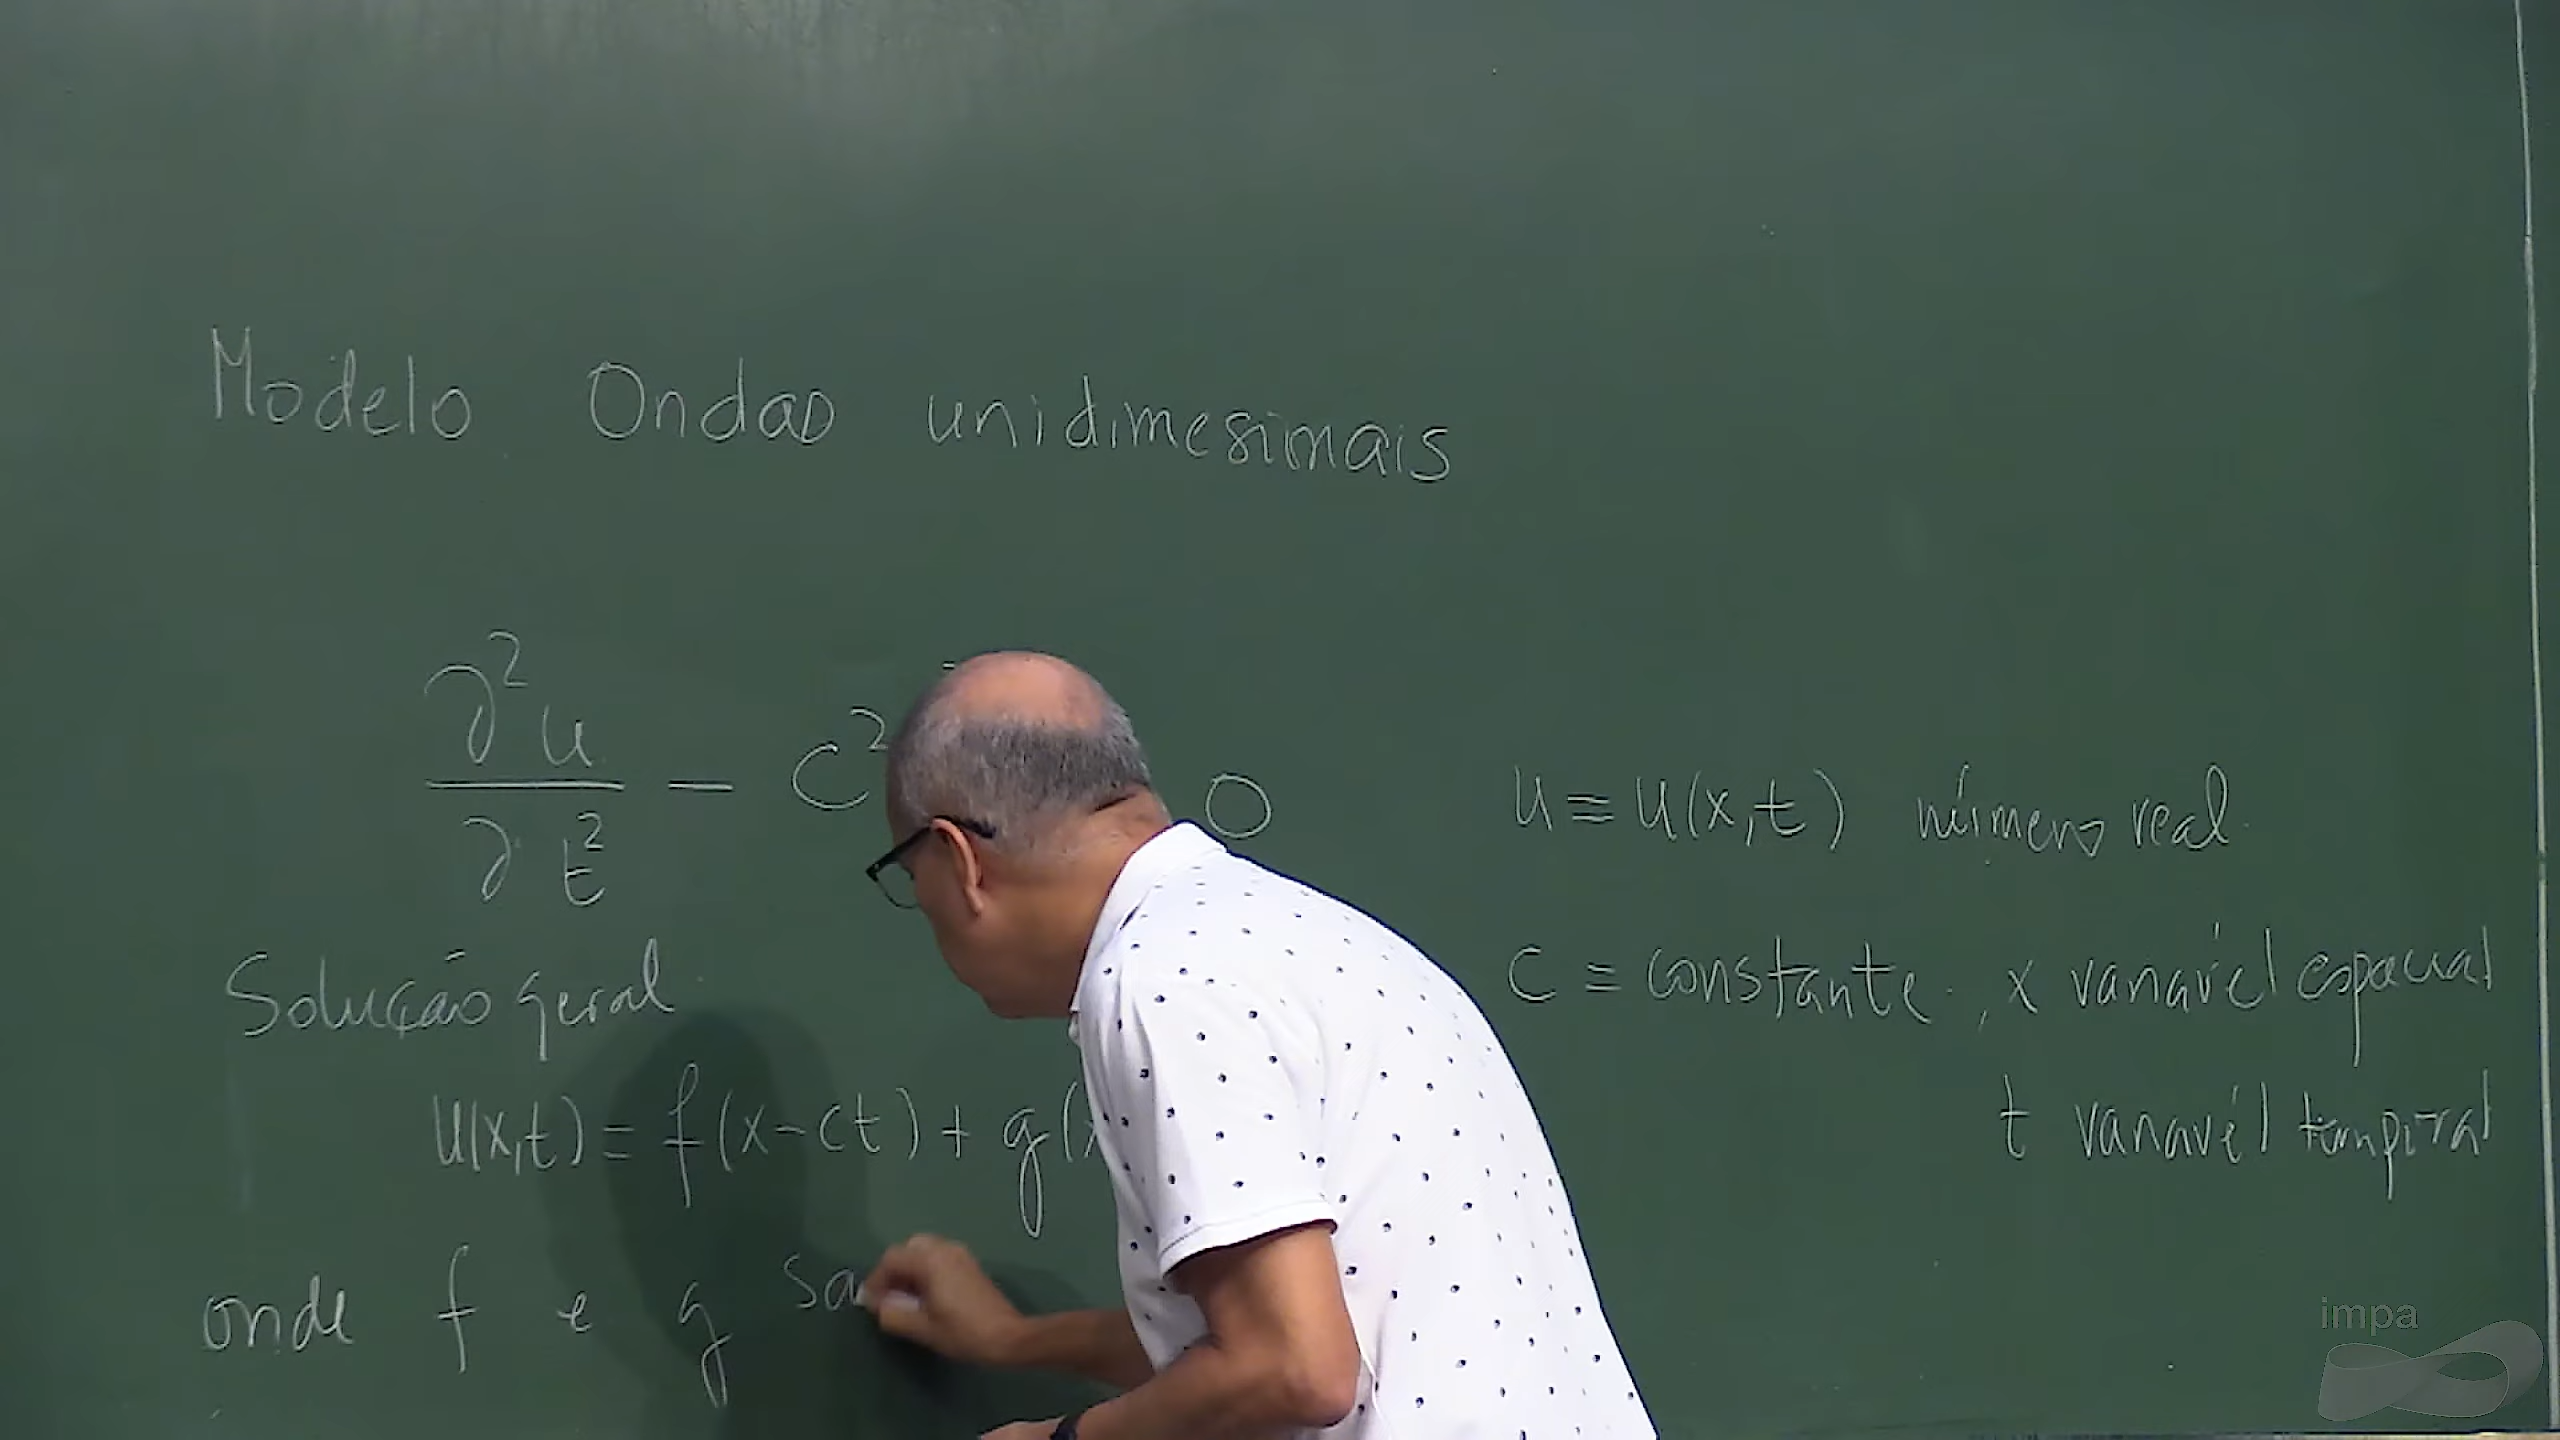 Modelo Ondas unidimesimais
∂²u/∂t² − c² 0
u ≡ u(x,t) número real.
c ≡ constante, x variável espacial
t variável temporal
Solução geral.
u(x,t) = f(x−ct) + g(x
onde f e g sa
impa